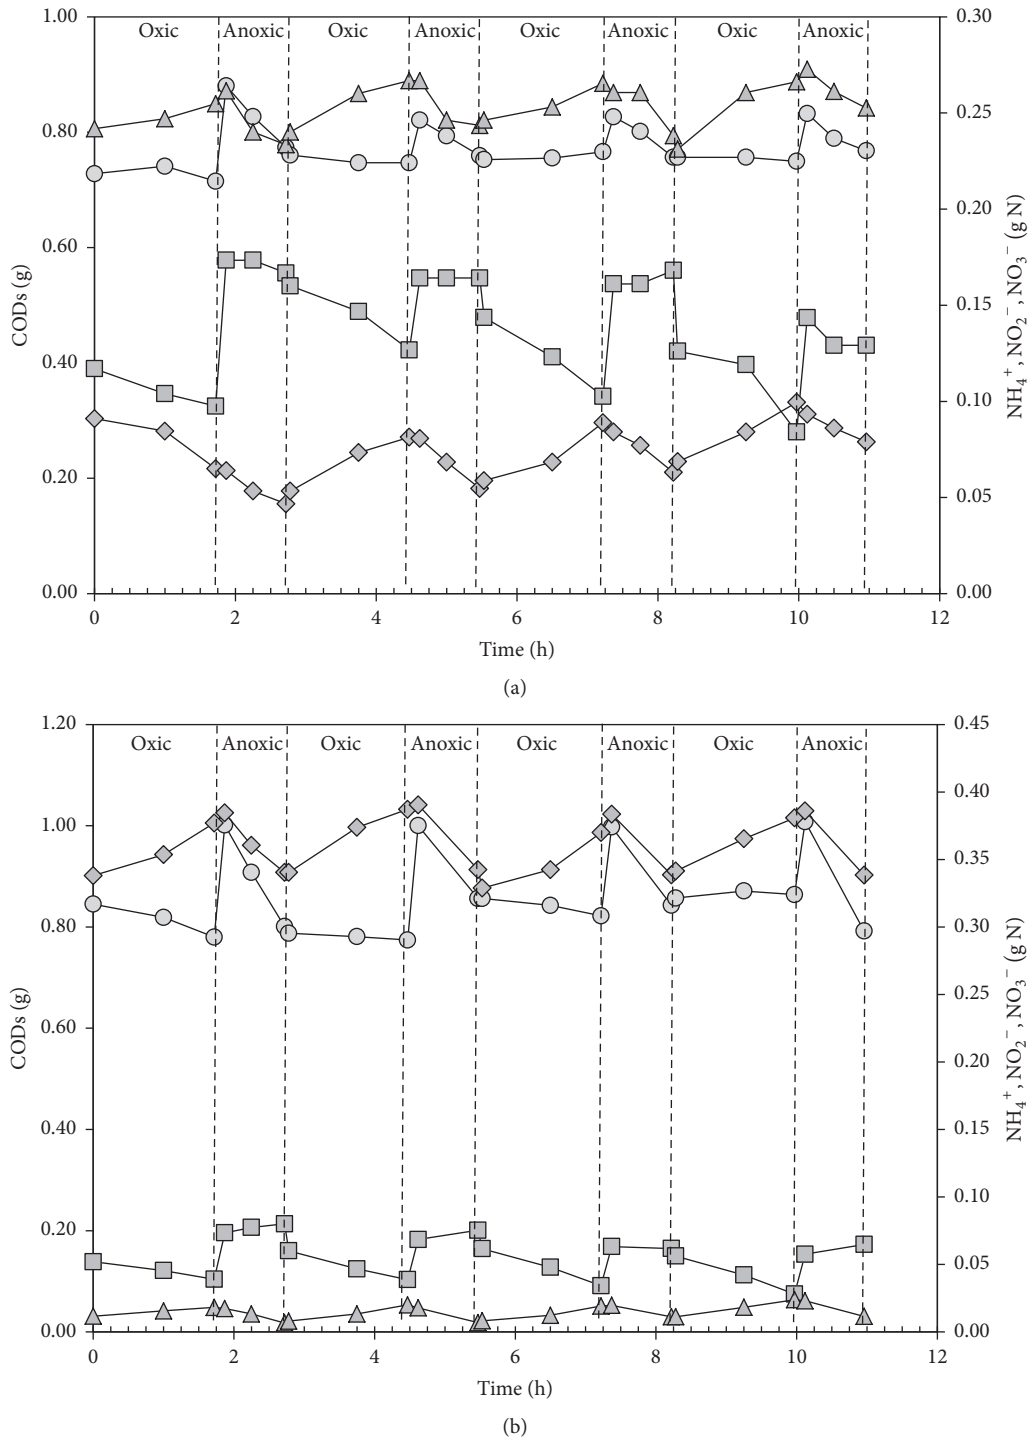 1.00
0.80
0.60
0.40
0.20
0.00
CODs (g)
Oxic Anoxic Oxic Anoxic Oxic Anoxic Oxic Anoxic
0.30
0.25
0.20
0.15
0.10
0.05
0.00
NH₄⁺, NO₂⁻, NO₃⁻ (g N)
0 2 4 6 8 10 12
Time (h)
(a)
1.20
1.00
0.80
0.60
0.40
0.20
0.00
CODs (g)
Oxic Anoxic Oxic Anoxic Oxic Anoxic Oxic Anoxic
0.45
0.40
0.35
0.30
0.25
0.20
0.15
0.10
0.05
0.00
NH₄⁺, NO₂⁻, NO₃⁻ (g N)
0 2 4 6 8 10 12
Time (h)
(b)